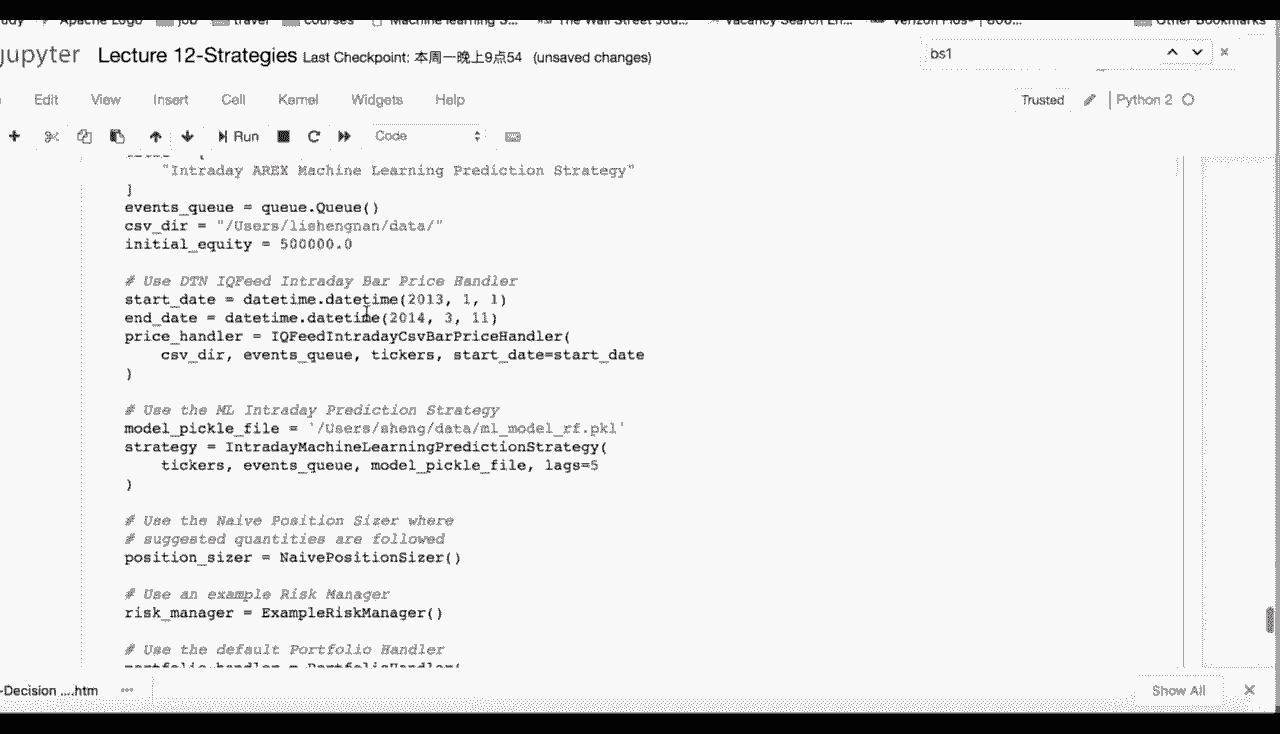 Apache Logo job travel courses Machine learning S... The Wall Street Jou... Vacancy Search En... Verizon Fios® | 800... Other Bookmarks
jupyter Lecture 12-Strategies Last Checkpoint: 本周一晚上9点54 (unsaved changes)
bs1
Edit View Insert Cell Kernel Widgets Help
Trusted Python 2
Run Code
"Intraday AREX Machine Learning Prediction Strategy"
]
events_queue = queue.Queue()
csv_dir = "/Users/lishengnan/data/"
initial_equity = 500000.0
# Use DTN IQFeed Intraday Bar Price Handler
start_date = datetime.datetime(2013, 1, 1)
end_date = datetime.datetime(2014, 3, 11)
price_handler = IQFeedIntradayCsvBarPriceHandler(
csv_dir, events_queue, tickers, start_date=start_date
)
# Use the ML Intraday Prediction Strategy
model_pickle_file = '/Users/sheng/data/ml_model_rf.pkl'
strategy = IntradayMachineLearningPredictionStrategy(
tickers, events_queue, model_pickle_file, lags=5
)
# Use the Naive Position Sizer where
# suggested quantities are followed
position_sizer = NaivePositionSizer()
# Use an example Risk Manager
risk_manager = ExampleRiskManager()
# Use the default Portfolio Handler
portfolio_handler = PortfolioHandler(
-Decision ....htm
Show All